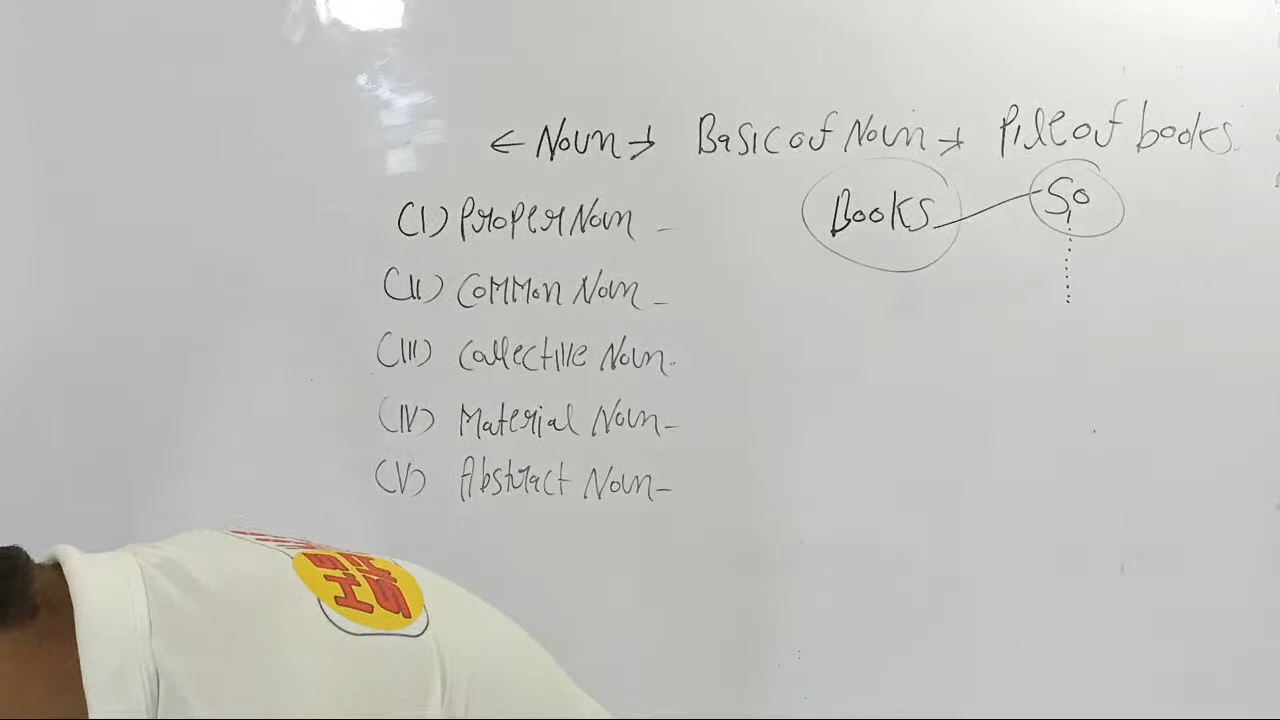 ← Noun → Basic of Noun → Pile of books.
Books So
(I) Proper Noun -
(II) Common Noun -
(III) Collective Noun.
(IV) Material Noun -
(V) Abstract Noun -